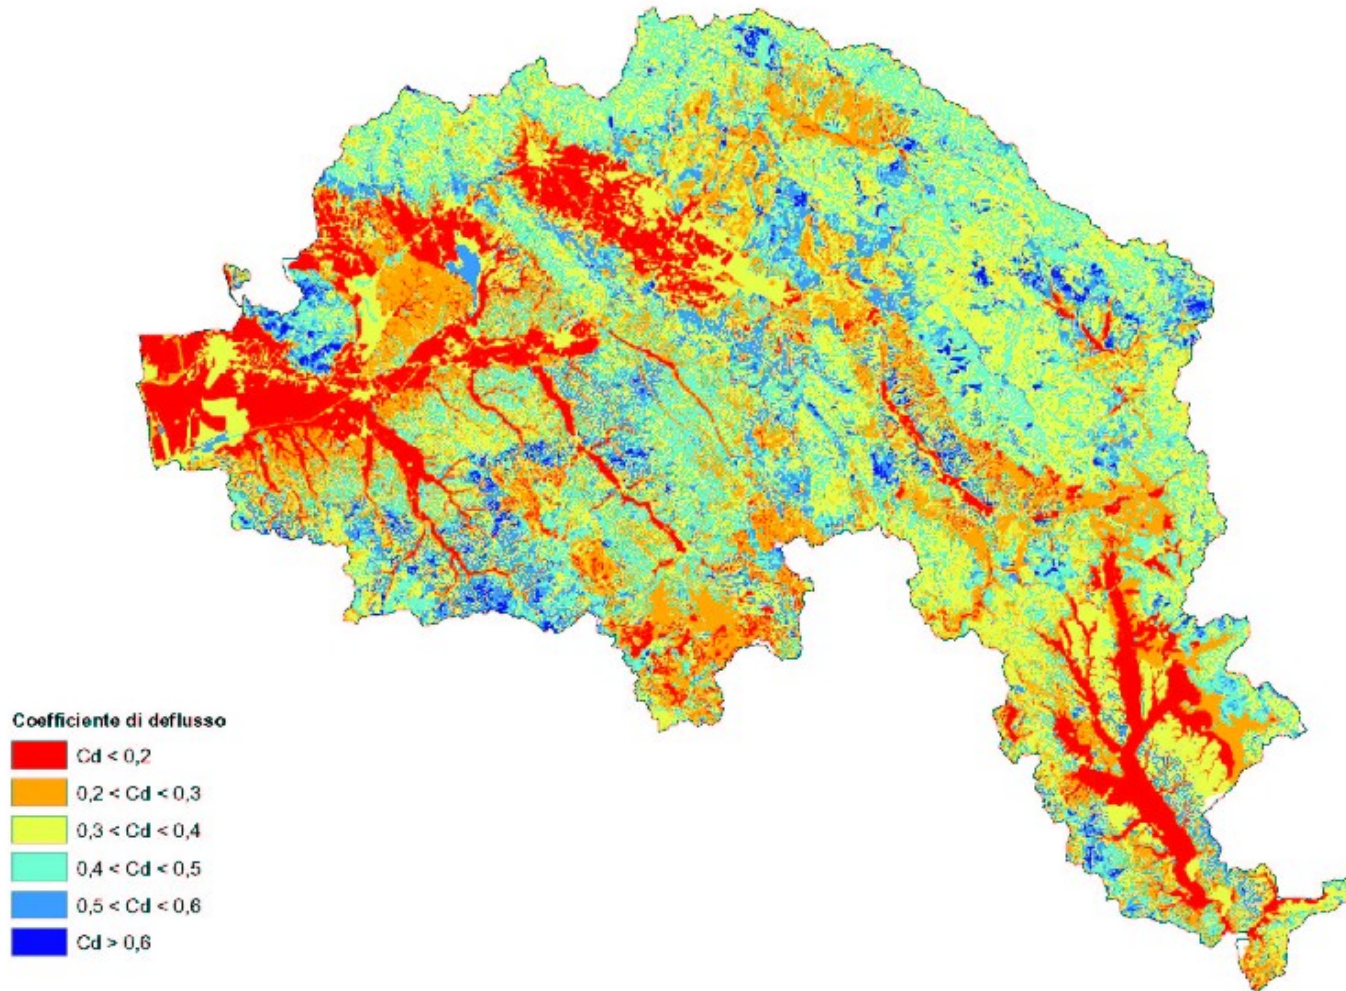 Coefficiente di deflusso
Cd < 0,2
0,2 < Cd < 0,3
0,3 < Cd < 0,4
0,4 < Cd < 0,5
0,5 < Cd < 0,6
Cd > 0,6